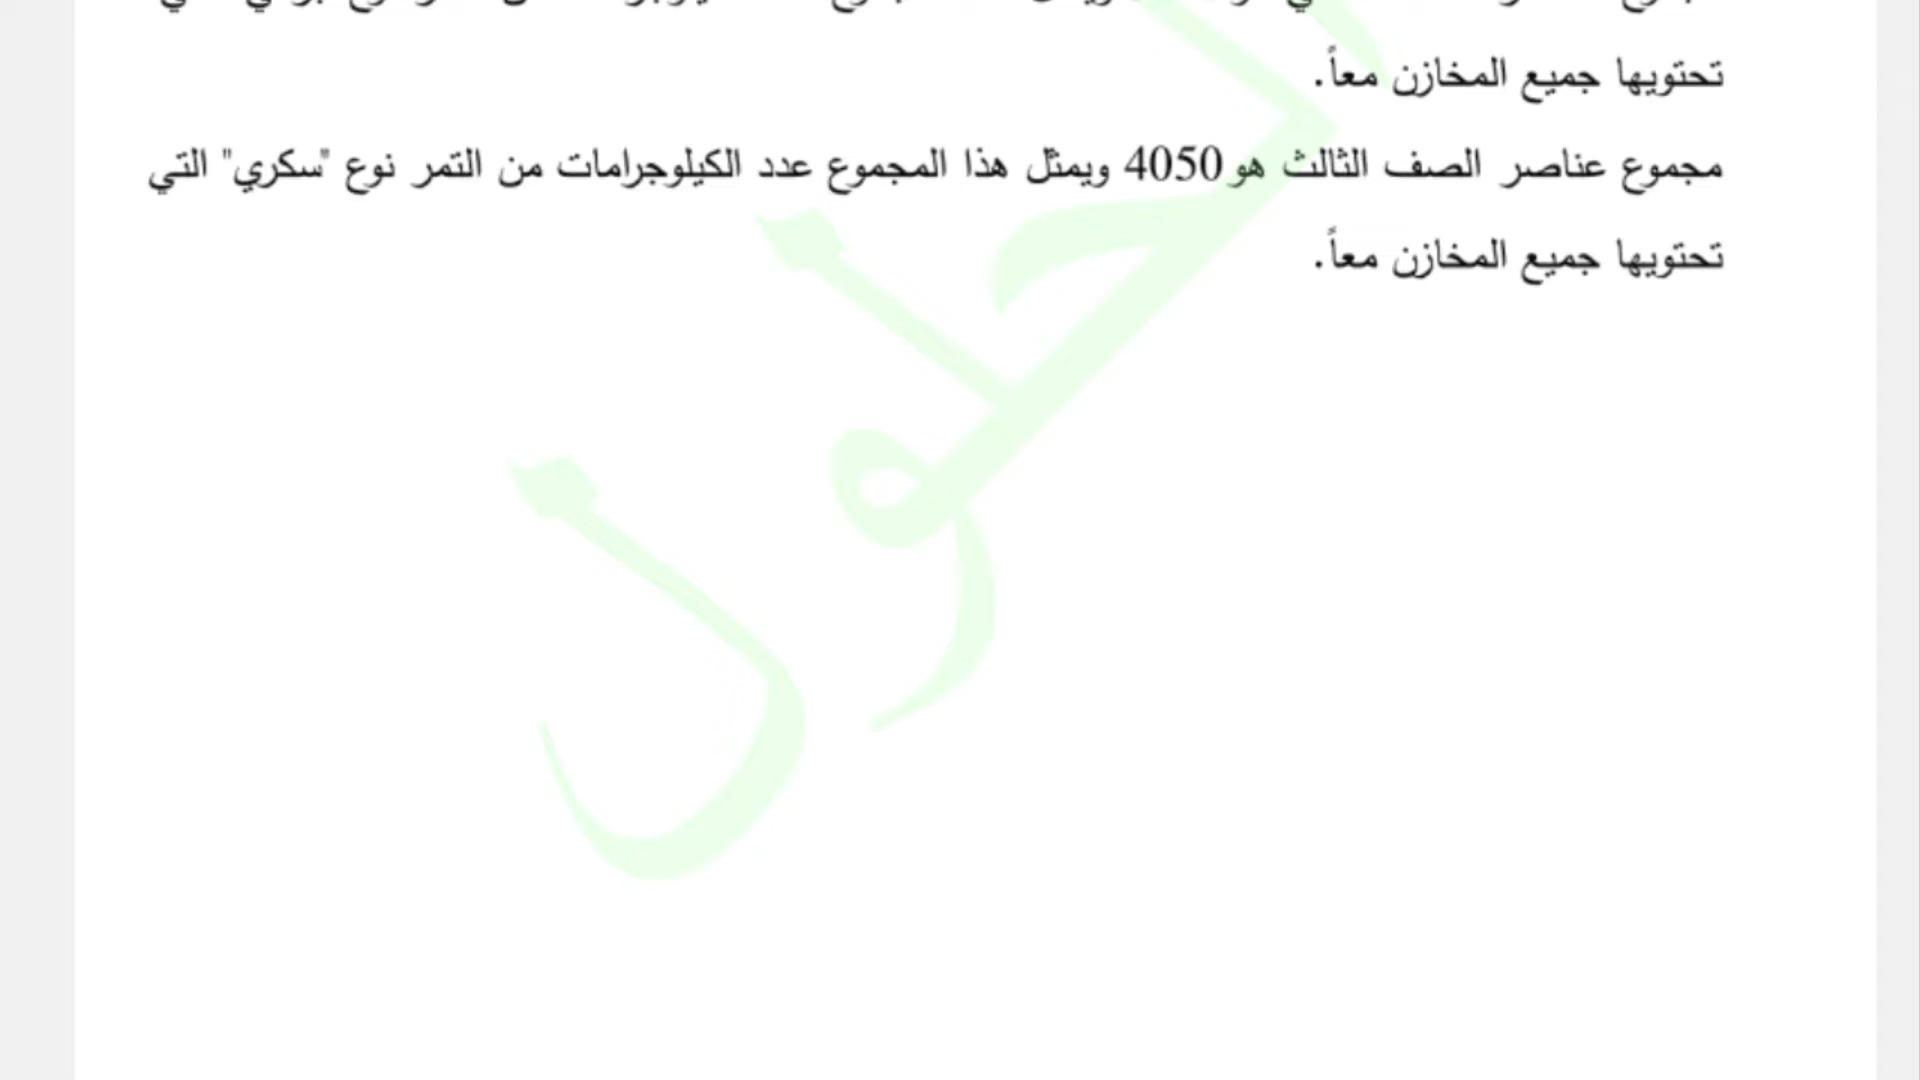 تحتويها جميع المخازن معاً.
مجموع عناصر الصف الثالث هو 4050 ويمثل هذا المجموع عدد الكيلوجرامات من التمر نوع "سكري" التي
تحتويها جميع المخازن معاً.
حلول